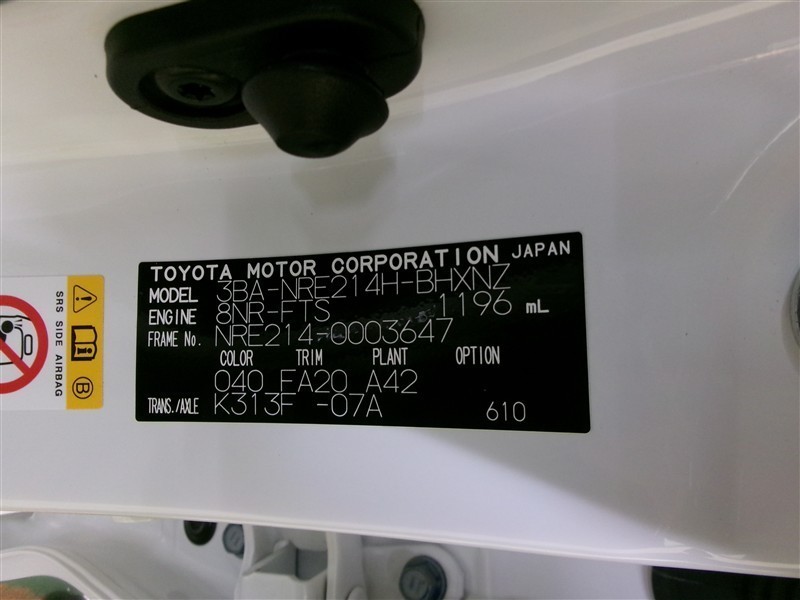 TOYOTA MOTOR CORPORATION JAPAN
MODEL 3BA-NRE214H-BHXNZ
ENGINE 8NR-FTS 1196 mL
FRAME No. NRE214-0003647
COLOR TRIM PLANT OPTION
040 FA20 A42
TRANS./AXLE K313F -07A 610
SRS SIDE AIRBAG
B